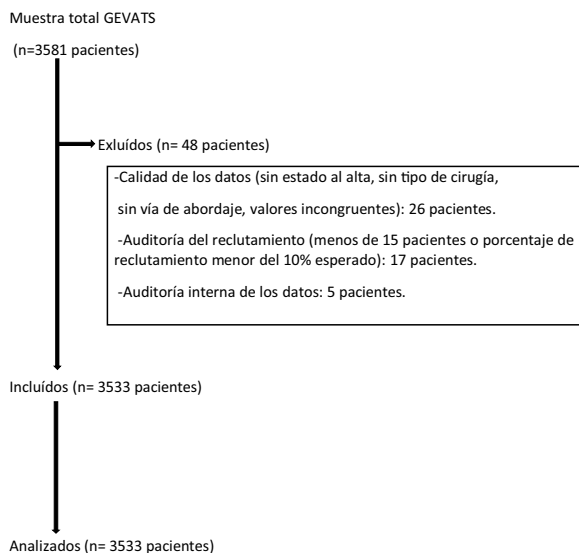 Muestra total GEVATS
(n=3581 pacientes)
Exluídos (n= 48 pacientes)
-Calidad de los datos (sin estado al alta, sin tipo de cirugía,
sin vía de abordaje, valores incongruentes): 26 pacientes.
-Auditoría del reclutamiento (menos de 15 pacientes o porcentaje de
reclutamiento menor del 10% esperado): 17 pacientes.
-Auditoría interna de los datos: 5 pacientes.
Incluídos (n= 3533 pacientes)
Analizados (n= 3533 pacientes)